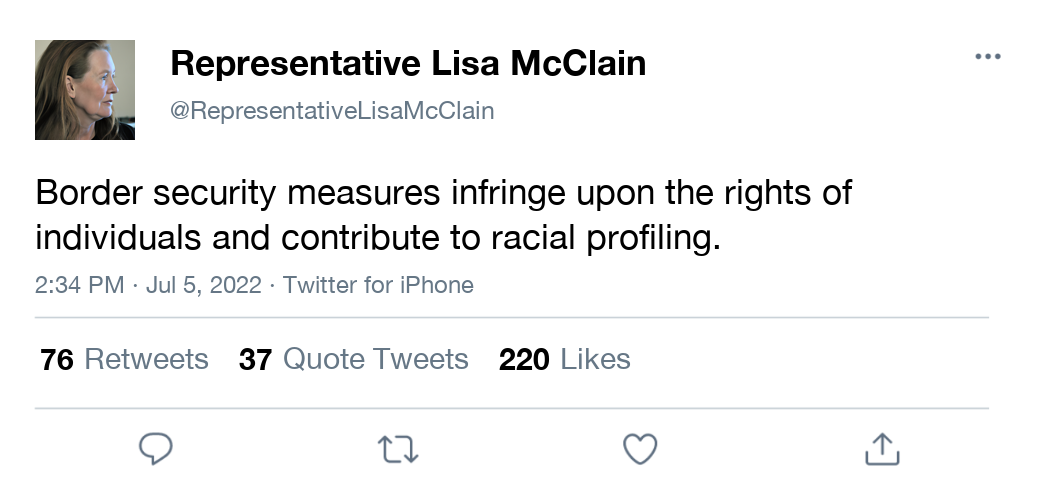 Representative Lisa McClain
@RepresentativeLisaMcClain
Border security measures infringe upon the rights of
individuals and contribute to racial profiling.
2:34 PM · Jul 5, 2022 · Twitter for iPhone
76 Retweets 37 Quote Tweets 220 Likes